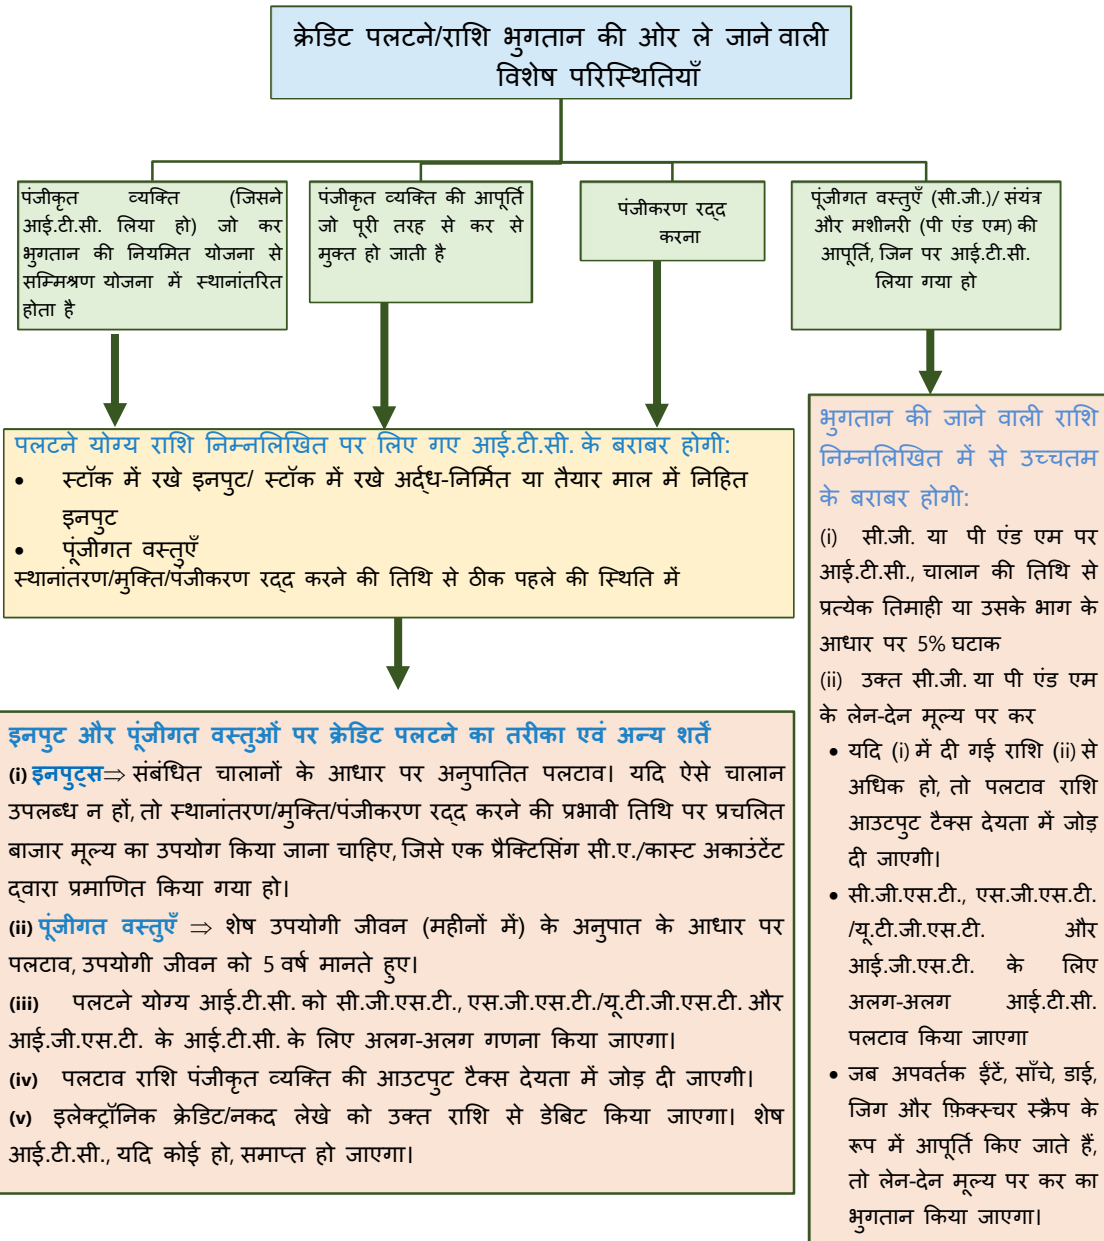 क्रेडिट पलटने/राशि भुगतान की ओर ले जाने वाली
विशेष परिस्थितियाँ
पंजीकृत व्यक्ति (जिसने
आई.टी.सी. लिया हो) जो कर
भुगतान की नियमित योजना से
सम्मिश्रण योजना में स्थानांतरित
होता है
पंजीकृत व्यक्ति की आपूर्ति
जो पूरी तरह से कर से
मुक्त हो जाती है
पंजीकरण रद्द
करना
पूंजीगत वस्तुएँ (सी.जी.)/ संयंत्र
और मशीनरी (पी एंड एम) की
आपूर्ति, जिन पर आई.टी.सी.
लिया गया हो
पलटने योग्य राशि निम्नलिखित पर लिए गए आई.टी.सी. के बराबर होगी:
• स्टॉक में रखे इनपुट/ स्टॉक में रखे अर्द्ध-निर्मित या तैयार माल में निहित
इनपुट
• पूंजीगत वस्तुएँ
स्थानांतरण/मुक्ति/पंजीकरण रद्द करने की तिथि से ठीक पहले की स्थिति में
इनपुट और पूंजीगत वस्तुओं पर क्रेडिट पलटने का तरीका एवं अन्य शर्तें
(i) इनपुट्स⇒ संबंधित चालानों के आधार पर अनुपातित पलटाव। यदि ऐसे चालान
उपलब्ध न हों, तो स्थानांतरण/मुक्ति/पंजीकरण रद्द करने की प्रभावी तिथि पर प्रचलित
बाजार मूल्य का उपयोग किया जाना चाहिए, जिसे एक प्रैक्टिसिंग सी.ए./कास्ट अकाउंटेंट
द्वारा प्रमाणित किया गया हो।
(ii) पूंजीगत वस्तुएँ ⇒ शेष उपयोगी जीवन (महीनों में) के अनुपात के आधार पर
पलटाव, उपयोगी जीवन को 5 वर्ष मानते हुए।
(iii) पलटने योग्य आई.टी.सी. को सी.जी.एस.टी., एस.जी.एस.टी./यू.टी.जी.एस.टी. और
आई.जी.एस.टी. के आई.टी.सी. के लिए अलग-अलग गणना किया जाएगा।
(iv) पलटाव राशि पंजीकृत व्यक्ति की आउटपुट टैक्स देयता में जोड़ दी जाएगी।
(v) इलेक्ट्रॉनिक क्रेडिट/नकद लेखे को उक्त राशि से डेबिट किया जाएगा। शेष
आई.टी.सी., यदि कोई हो, समाप्त हो जाएगा।
भुगतान की जाने वाली राशि
निम्नलिखित में से उच्चतम
के बराबर होगी:
(i) सी.जी. या पी एंड एम पर
आई.टी.सी., चालान की तिथि से
प्रत्येक तिमाही या उसके भाग के
आधार पर 5% घटाक
(ii) उक्त सी.जी. या पी एंड एम
के लेन-देन मूल्य पर कर
• यदि (i) में दी गई राशि (ii) से
अधिक हो, तो पलटाव राशि
आउटपुट टैक्स देयता में जोड़
दी जाएगी।
• सी.जी.एस.टी., एस.जी.एस.टी.
/यू.टी.जी.एस.टी. और
आई.जी.एस.टी. के लिए
अलग-अलग आई.टी.सी.
पलटाव किया जाएगा
• जब अपवर्तक ईंटें, साँचे, डाई,
जिग और फ़िक्स्चर स्क्रैप के
रूप में आपूर्ति किए जाते हैं,
तो लेन-देन मूल्य पर कर का
भुगतान किया जाएगा।